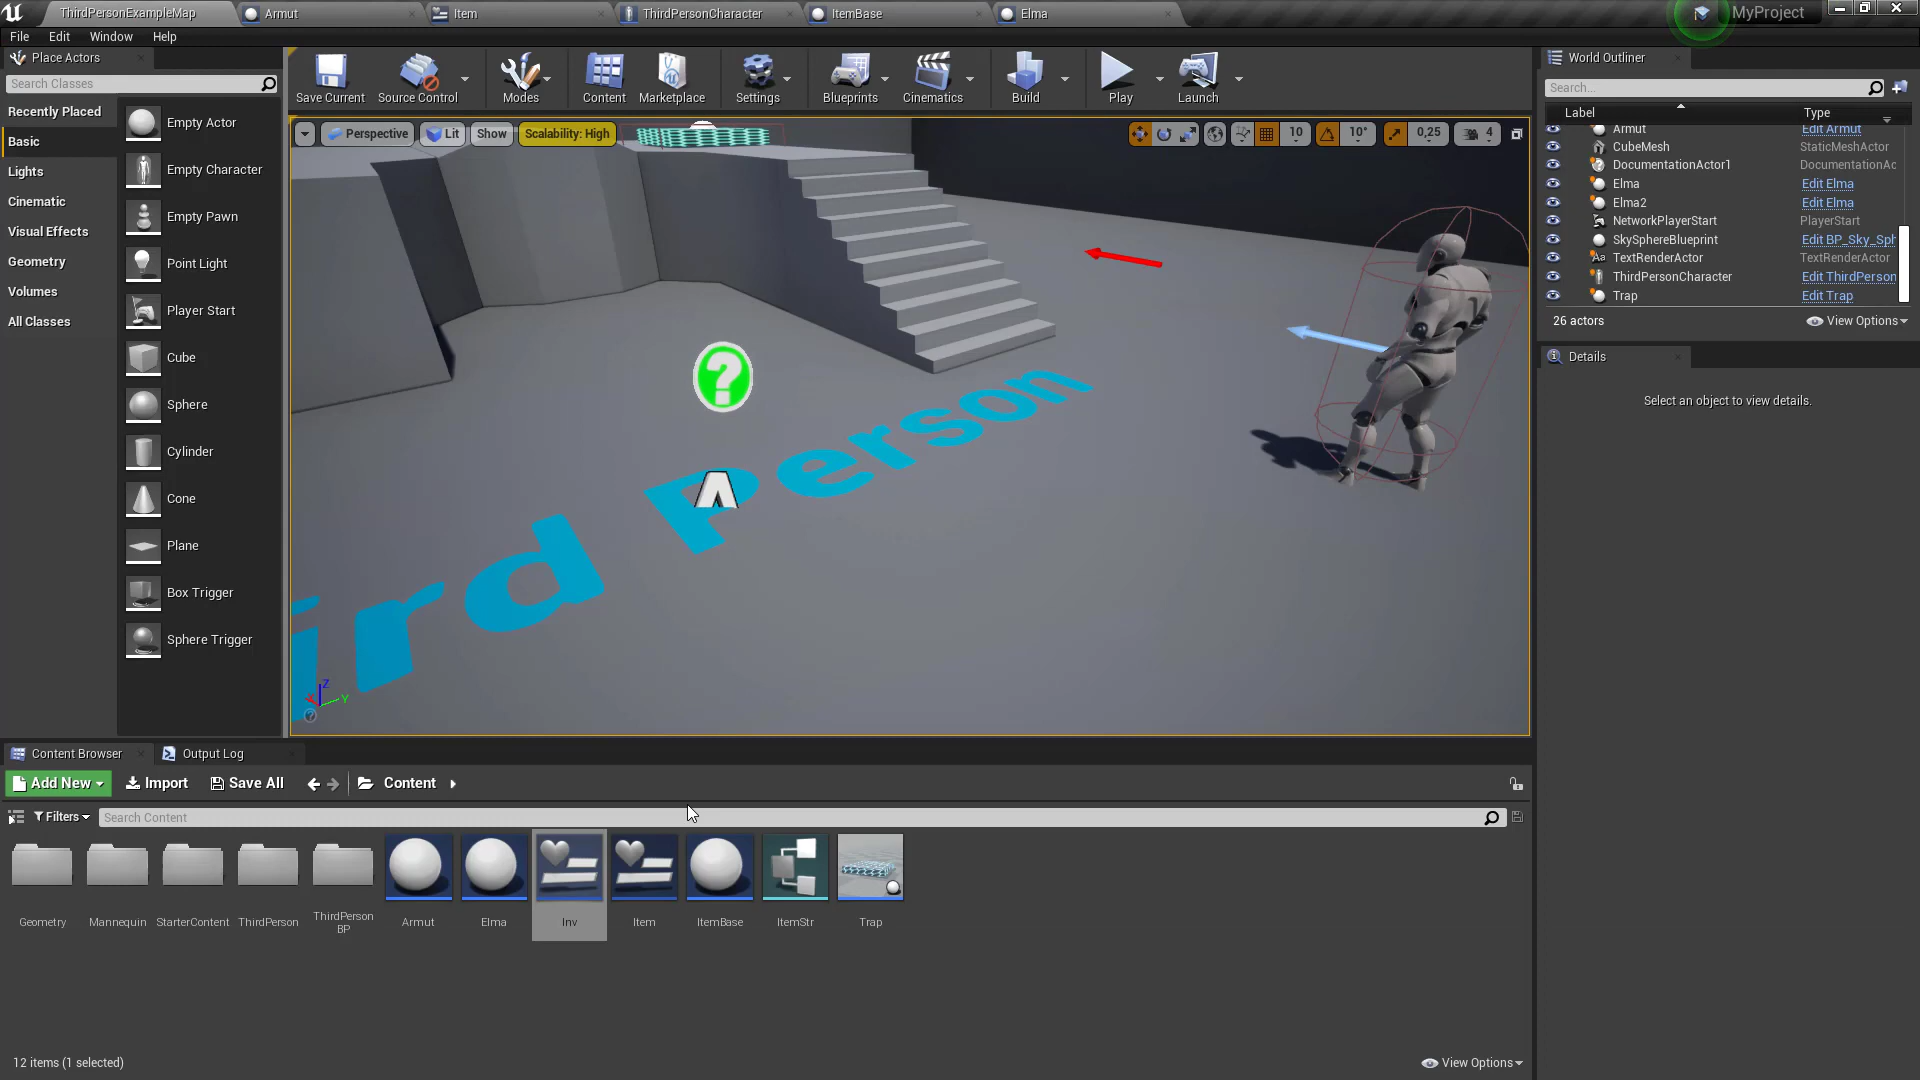 ThirdPersonExampleMap
Armut
Item
ThirdPersonCharacter
ItemBase
Elma
MyProject
File Edit Window Help
Place Actors
Search Classes
Recently Placed
Basic
Lights
Cinematic
Visual Effects
Geometry
Volumes
All Classes
Empty Actor
Empty Character
Empty Pawn
Point Light
Player Start
Cube
Sphere
Cylinder
Cone
Plane
Box Trigger
Sphere Trigger
Save Current
Source Control
Modes
Content
Marketplace
Settings
Blueprints
Cinematics
Build
Play
Launch
Perspective
Lit
Show
Scalability: High
10
10°
0,25
4
ird Person
Z
X
Y
World Outliner
Search...
Label Type
Armut Edit Armut
CubeMesh StaticMeshActor
DocumentationActor1 DocumentationAc
Elma Edit Elma
Elma2 Edit Elma
NetworkPlayerStart PlayerStart
SkySphereBlueprint Edit BP_Sky_Sph
TextRenderActor TextRenderActor
ThirdPersonCharacter Edit ThirdPerson
Trap Edit Trap
26 actors
View Options
Details
Select an object to view details.
Content Browser
Output Log
Add New
Import
Save All
Content
Filters
Search Content
Geometry
Mannequin
StarterContent
ThirdPerson
ThirdPerson
BP
Armut
Elma
Inv
Item
ItemBase
ItemStr
Trap
12 items (1 selected)
View Options